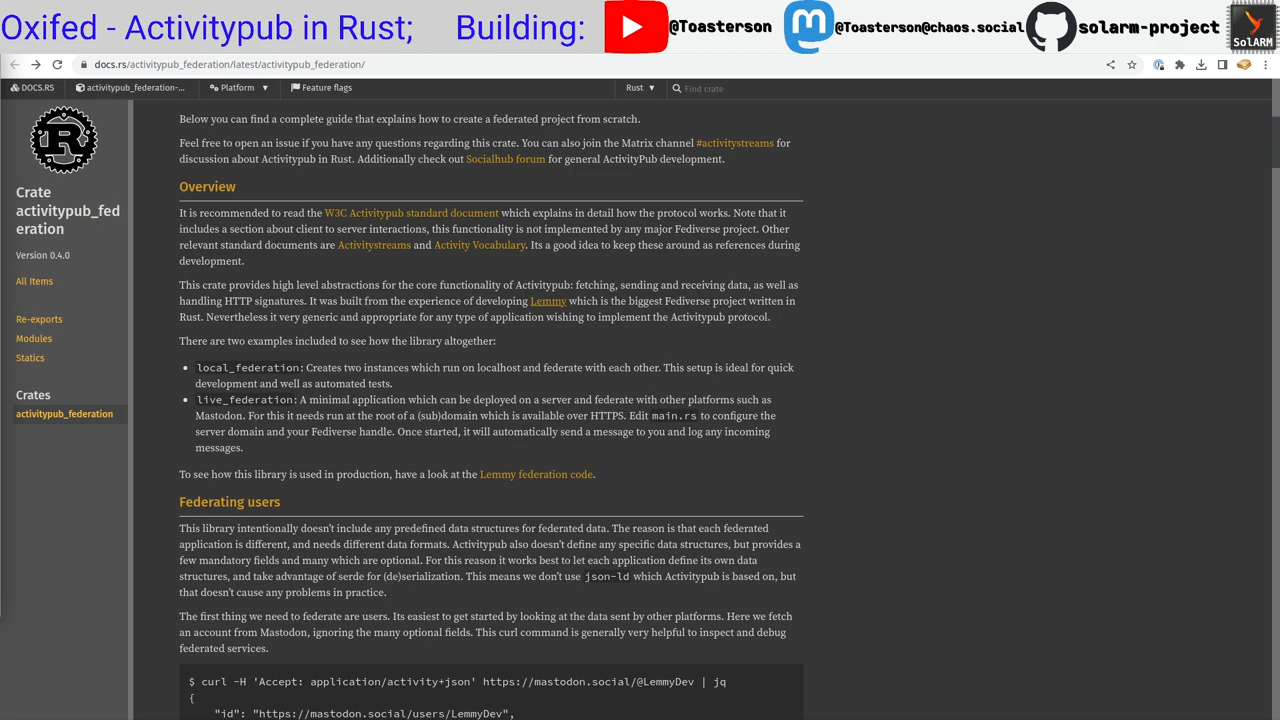 Oxifed - Activitypub in Rust; Building: @Toasterson @Toasterson@chaos.social solarm-project
SolARM
docs.rs/activitypub_federation/latest/activitypub_federation/
DOCS.RS activitypub_federation-... Platform Feature flags Rust Find crate
Crate
activitypub_fed
eration
Version 0.4.0
All Items
Re-exports
Modules
Statics
Crates
activitypub_federation
Below you can find a complete guide that explains how to create a federated project from scratch.
Feel free to open an issue if you have any questions regarding this crate. You can also join the Matrix channel #activitystreams for
discussion about Activitypub in Rust. Additionally check out Socialhub forum for general ActivityPub development.
Overview
It is recommended to read the W3C Activitypub standard document which explains in detail how the protocol works. Note that it
includes a section about client to server interactions, this functionality is not implemented by any major Fediverse project. Other
relevant standard documents are Activitystreams and Activity Vocabulary. Its a good idea to keep these around as references during
development.
This crate provides high level abstractions for the core functionality of Activitypub: fetching, sending and receiving data, as well as
handling HTTP signatures. It was built from the experience of developing Lemmy which is the biggest Fediverse project written in
Rust. Nevertheless it very generic and appropriate for any type of application wishing to implement the Activitypub protocol.
There are two examples included to see how the library altogether:
• local_federation: Creates two instances which run on localhost and federate with each other. This setup is ideal for quick
development and well as automated tests.
• live_federation: A minimal application which can be deployed on a server and federate with other platforms such as
Mastodon. For this it needs run at the root of a (sub)domain which is available over HTTPS. Edit main.rs to configure the
server domain and your Fediverse handle. Once started, it will automatically send a message to you and log any incoming
messages.
To see how this library is used in production, have a look at the Lemmy federation code.
Federating users
This library intentionally doesn't include any predefined data structures for federated data. The reason is that each federated
application is different, and needs different data formats. Activitypub also doesn't define any specific data structures, but provides a
few mandatory fields and many which are optional. For this reason it works best to let each application define its own data
structures, and take advantage of serde for (de)serialization. This means we don't use json-ld which Activitypub is based on, but
that doesn't cause any problems in practice.
The first thing we need to federate are users. Its easiest to get started by looking at the data sent by other platforms. Here we fetch
an account from Mastodon, ignoring the many optional fields. This curl command is generally very helpful to inspect and debug
federated services.
$ curl -H 'Accept: application/activity+json' https://mastodon.social/@LemmyDev | jq
{
"id": "https://mastodon.social/users/LemmyDev",